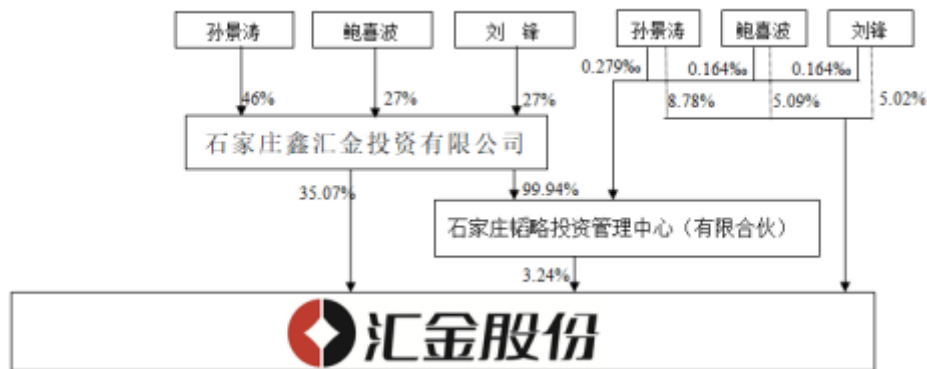 孙景涛 鲍喜波 刘 锋 孙景涛 鲍喜波 刘锋
0.279‰ 0.164‰ 0.164‰
46% 27% 27% 8.78% 5.09% 5.02%
石家庄鑫汇金投资有限公司
35.07% 99.94%
石家庄韬略投资管理中心（有限合伙）
3.24%
汇金股份